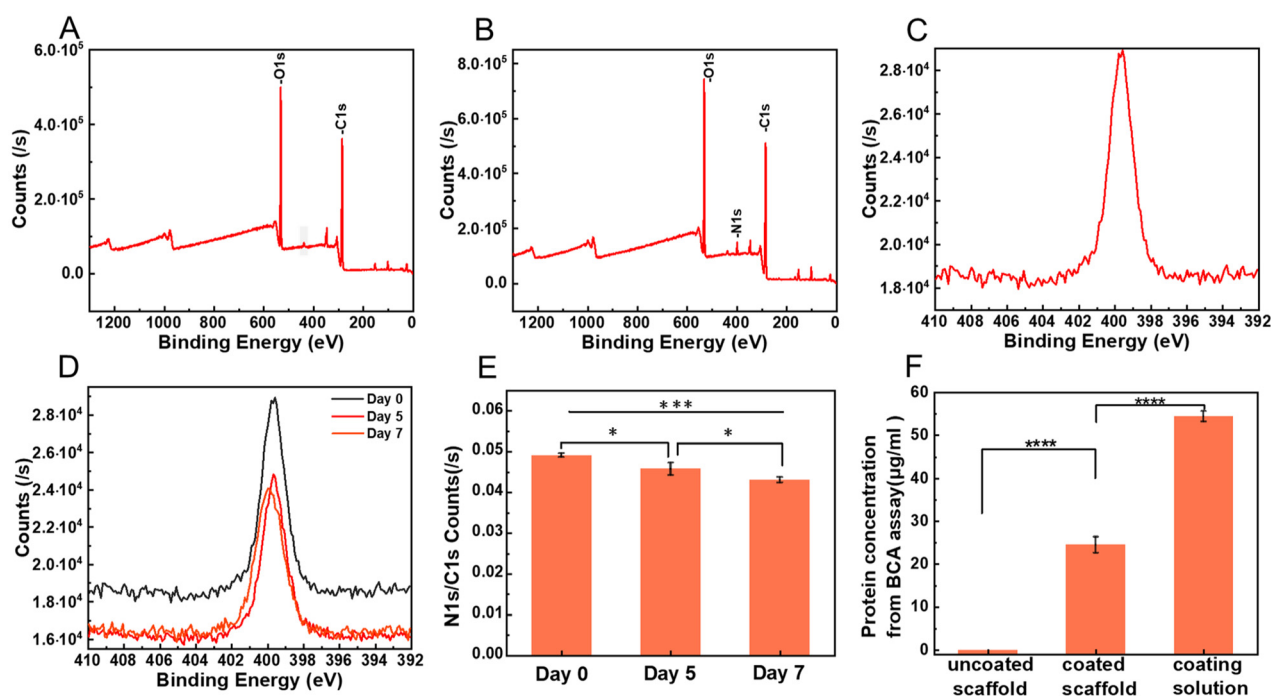 A
6.0·10⁵
4.0·10⁵
2.0·10⁵
0.0
Counts (/s)
-O1s
-C1s
1200 1000 800 600 400 200 0
Binding Energy (eV)
B
8.0·10⁵
6.0·10⁵
4.0·10⁵
2.0·10⁵
0.0
Counts (/s)
-O1s
-N1s
-C1s
1200 1000 800 600 400 200 0
Binding Energy (eV)
C
2.8·10⁴
2.6·10⁴
2.4·10⁴
2.2·10⁴
2.0·10⁴
1.8·10⁴
Counts (/s)
410 408 406 404 402 400 398 396 394 392
Binding Energy (eV)
D
2.8·10⁴
2.6·10⁴
2.4·10⁴
2.2·10⁴
2.0·10⁴
1.8·10⁴
1.6·10⁴
Counts (/s)
Day 0
Day 5
Day 7
410 408 406 404 402 400 398 396 394 392
Binding Energy (eV)
E
0.06
0.05
0.04
0.03
0.02
0.01
0.00
N1s/C1s Counts(/s)
***
*
*
Day 0 Day 5 Day 7
F
60
50
40
30
20
10
0
Protein concentration
from BCA assay(µg/ml )
****
****
uncoated
scaffold
coated
scaffold
coating
solution